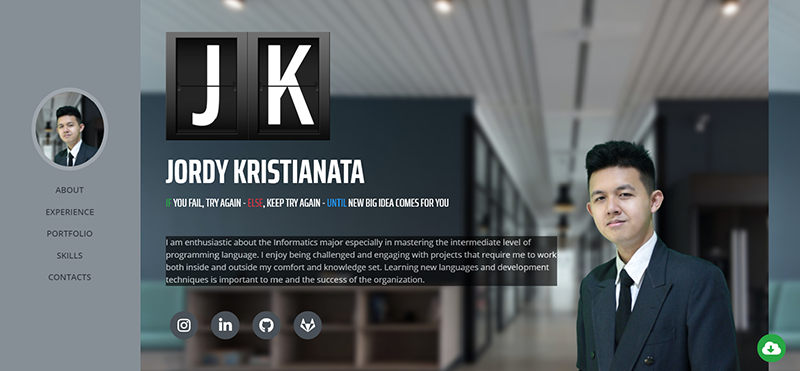 ABOUT
EXPERIENCE
PORTFOLIO
SKILLS
CONTACTS
JK
JORDY KRISTIANATA
IF YOU FAIL, TRY AGAIN - ELSE, KEEP TRY AGAIN - UNTIL NEW BIG IDEA COMES FOR YOU
I am enthusiastic about the Informatics major especially in mastering the intermediate level of
programming language. I enjoy being challenged and engaging with projects that require me to work
both inside and outside my comfort and knowledge set. Learning new languages and development
techniques is important to me and the success of the organization.
in